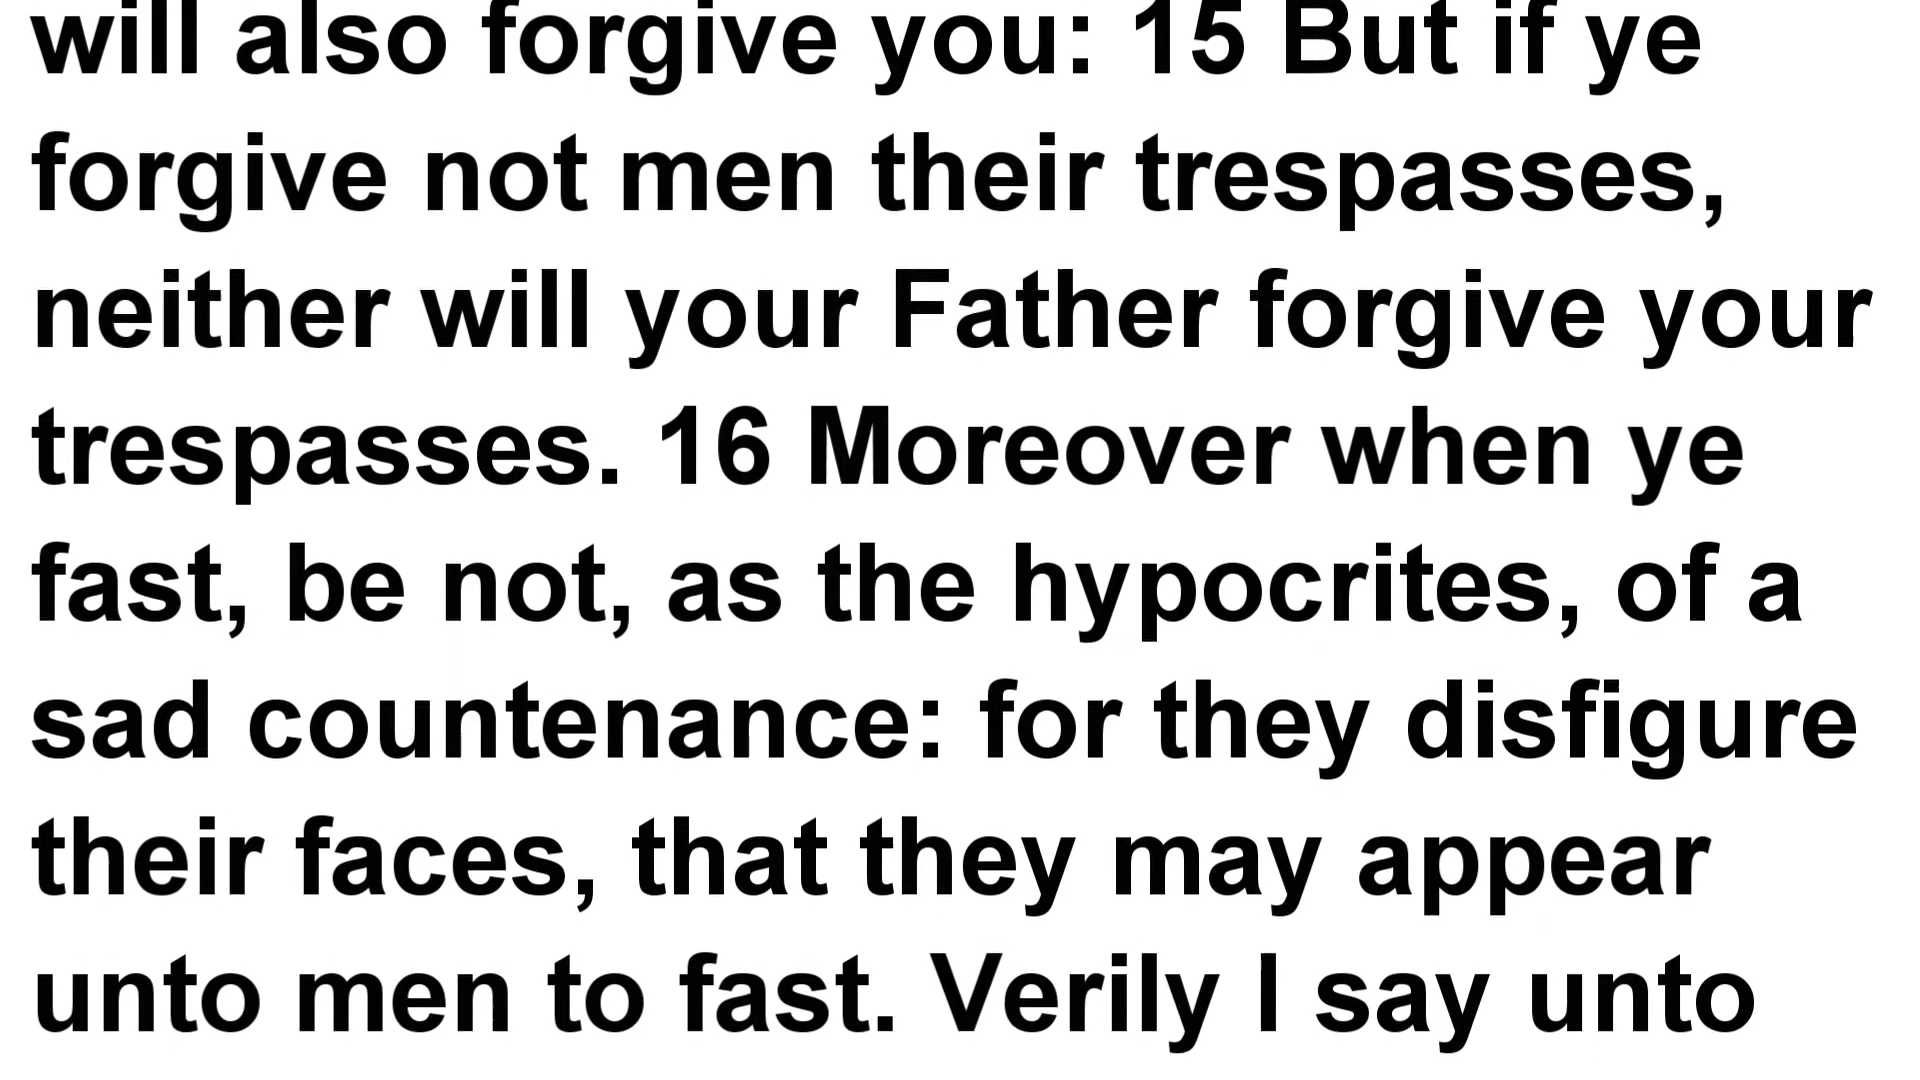 will also forgive you: 15 But if ye
forgive not men their trespasses,
neither will your Father forgive your
trespasses. 16 Moreover when ye
fast, be not, as the hypocrites, of a
sad countenance: for they disfigure
their faces, that they may appear
unto men to fast. Verily I say unto